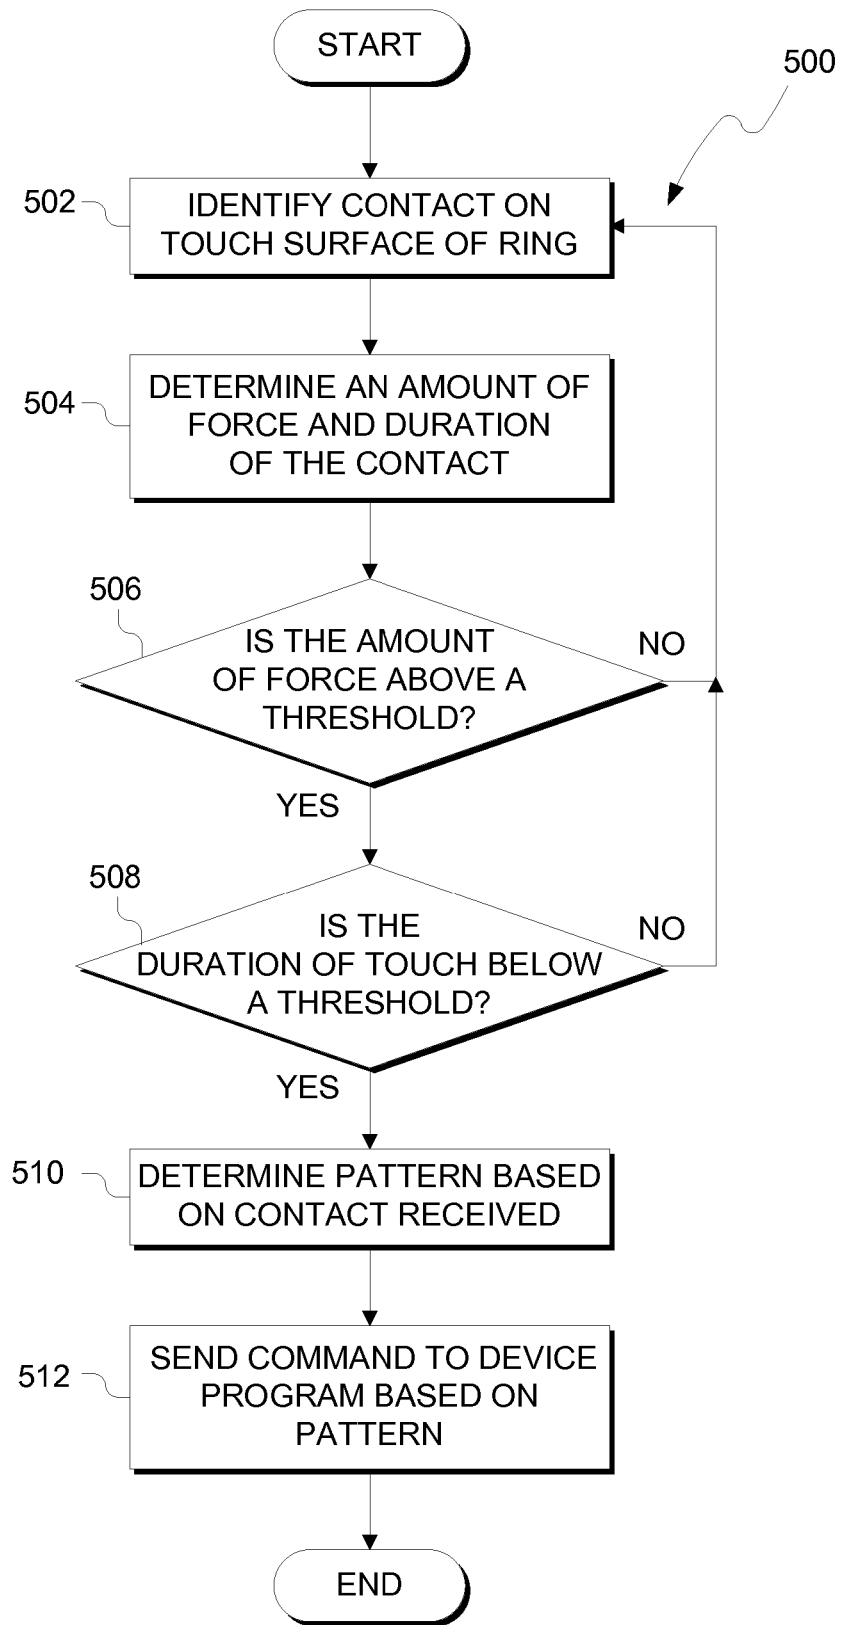 START
500
502
IDENTIFY CONTACT ON
TOUCH SURFACE OF RING
504
DETERMINE AN AMOUNT OF
FORCE AND DURATION
OF THE CONTACT
506
IS THE AMOUNT
OF FORCE ABOVE A
THRESHOLD?
NO
YES
508
IS THE
DURATION OF TOUCH BELOW
A THRESHOLD?
NO
YES
510
DETERMINE PATTERN BASED
ON CONTACT RECEIVED
512
SEND COMMAND TO DEVICE
PROGRAM BASED ON
PATTERN
END